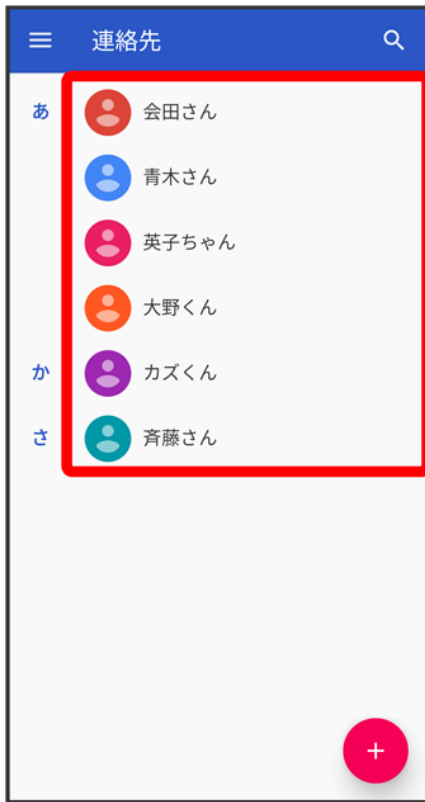 連絡先
あ 会田さん
青木さん
英子ちゃん
大野くん
か カズくん
さ 斉藤さん